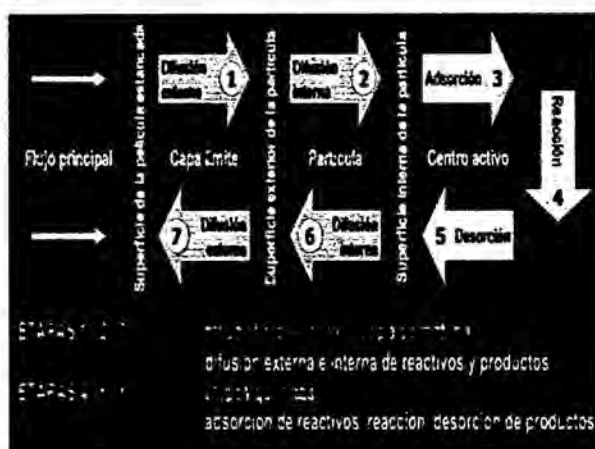 Difusión
externa
1
Difusión
interna
2
Adsorción 3
Reacción
4
Superficie de la película estancada
Superficie exterior de la partícula
Superficie interna de la partícula
Flujo principal
Capa límite
Partícula
Centro activo
7
Difusión
externa
6
Difusión
interna
5 Desorción
ETAPAS
difusión externa e interna de reactivos y productos
ETAPAS
adsorción de reactivos, reacción, desorción de productos